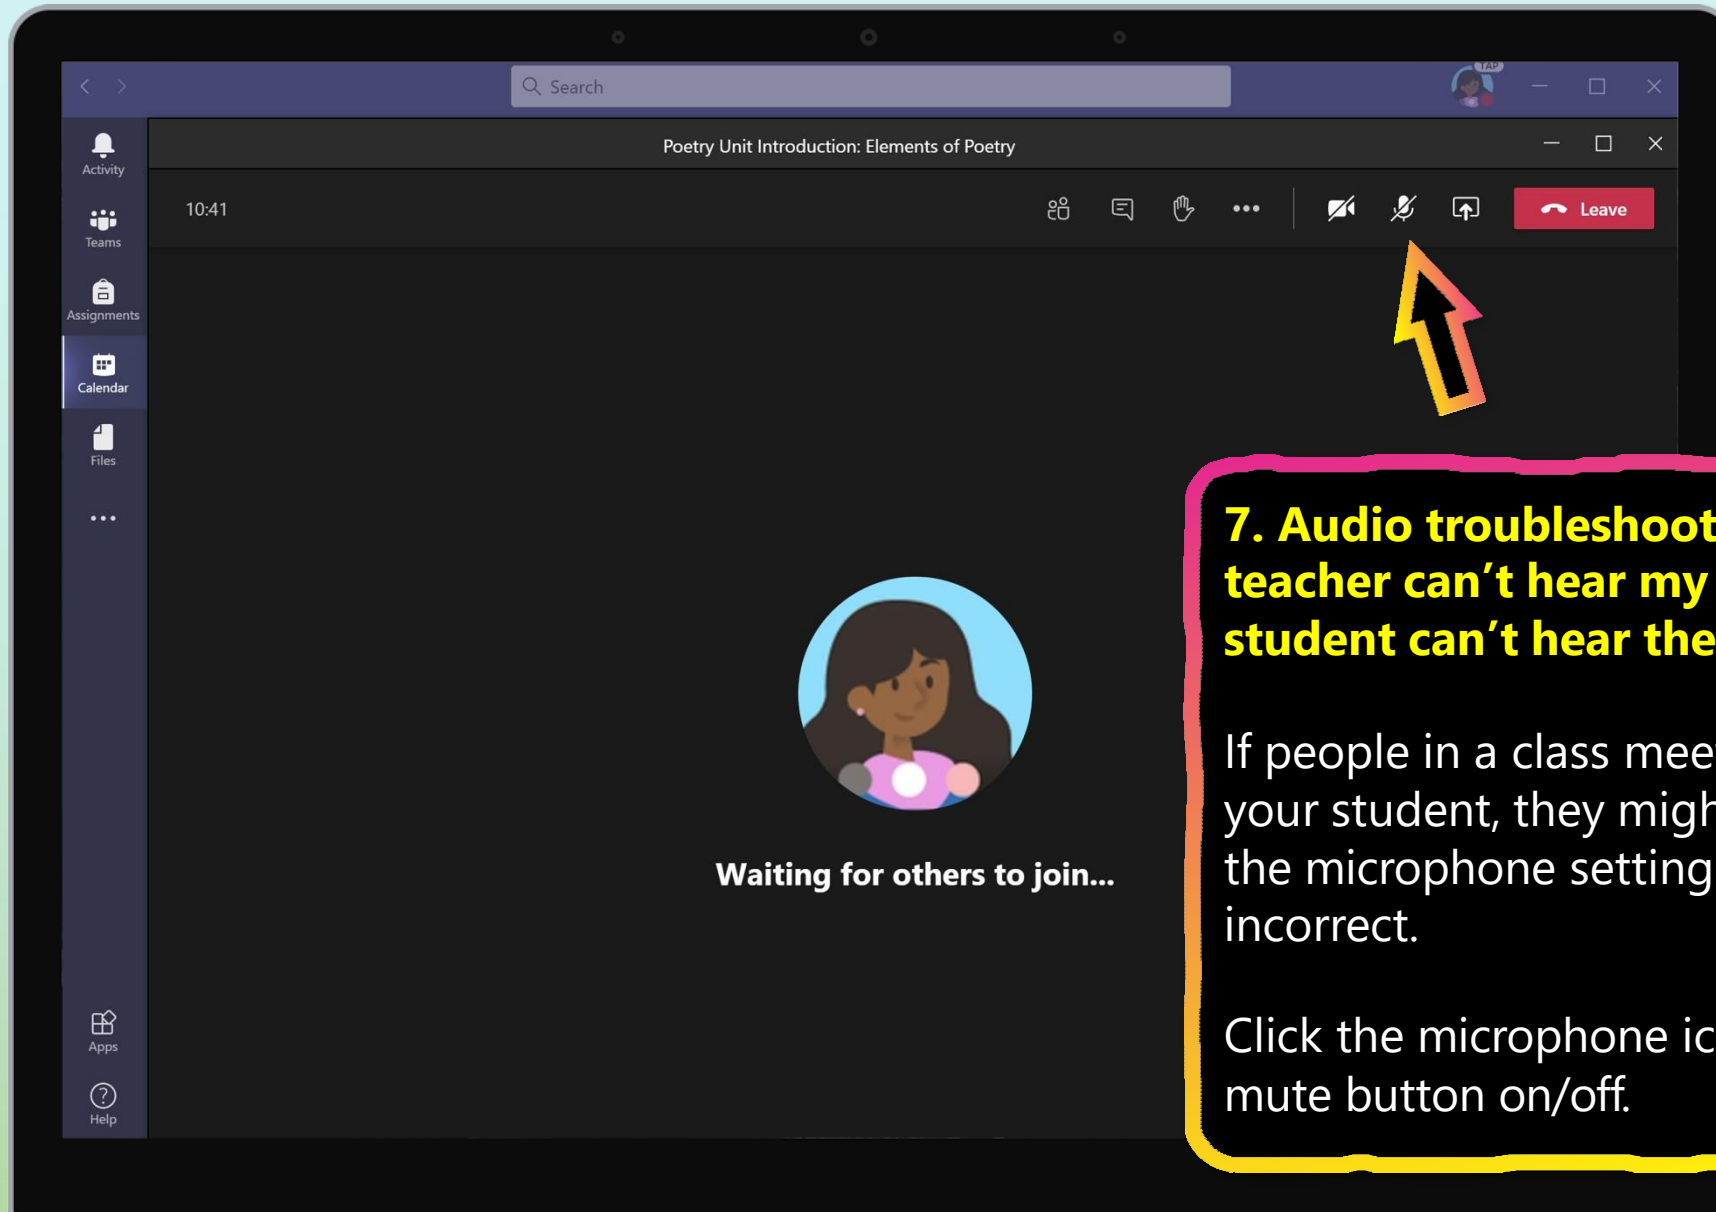 Search
TAP
Activity
Teams
Assignments
Calendar
Files
Apps
Help
Poetry Unit Introduction: Elements of Poetry
10:41
Leave
Waiting for others to join...
7. Audio troubleshoot
teacher can’t hear my
student can’t hear the
If people in a class mee
your student, they migh
the microphone setting
incorrect.
Click the microphone ic
mute button on/off.